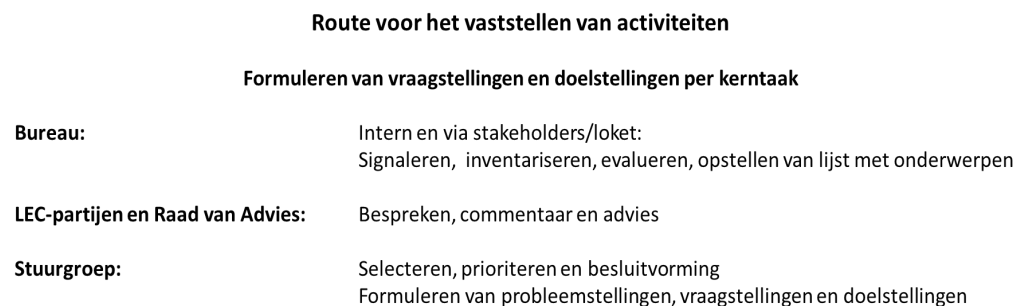 Route voor het vaststellen van activiteiten
Formuleren van vraagstellingen en doelstellingen per kerntaak
Bureau: Intern en via stakeholders/loket:
Signaleren, inventariseren, evalueren, opstellen van lijst met onderwerpen
LEC-partijen en Raad van Advies: Bespreken, commentaar en advies
Stuurgroep: Selecteren, prioriteren en besluitvorming
Formuleren van probleemstellingen, vraagstellingen en doelstellingen